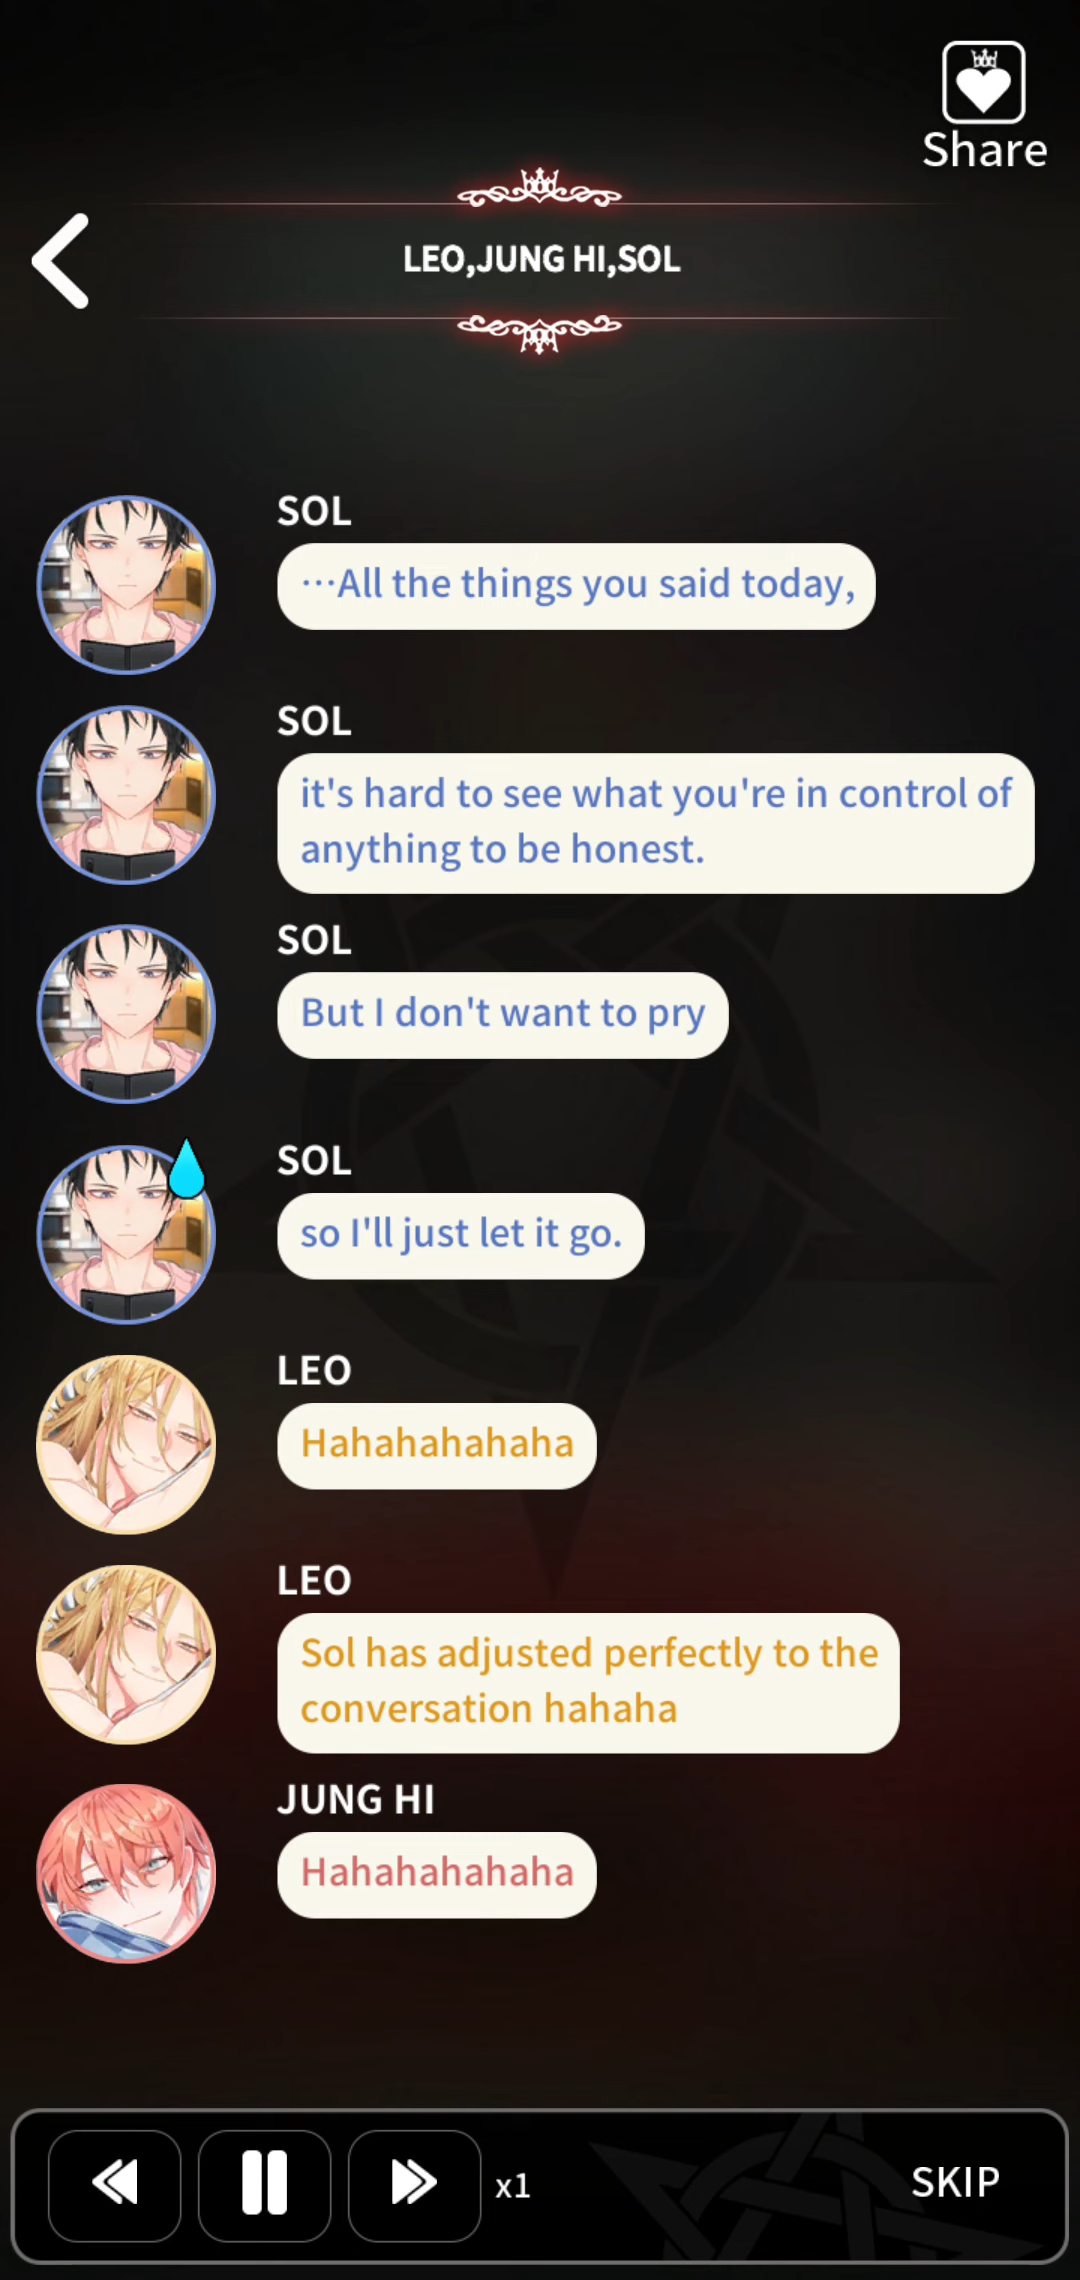 Share
LEO,JUNG HI,SOL
SOL
…All the things you said today,
SOL
it's hard to see what you're in control of
anything to be honest.
SOL
But I don't want to pry
SOL
so I'll just let it go.
LEO
Hahahahahaha
LEO
Sol has adjusted perfectly to the
conversation hahaha
JUNG HI
Hahahahahaha
x1
SKIP